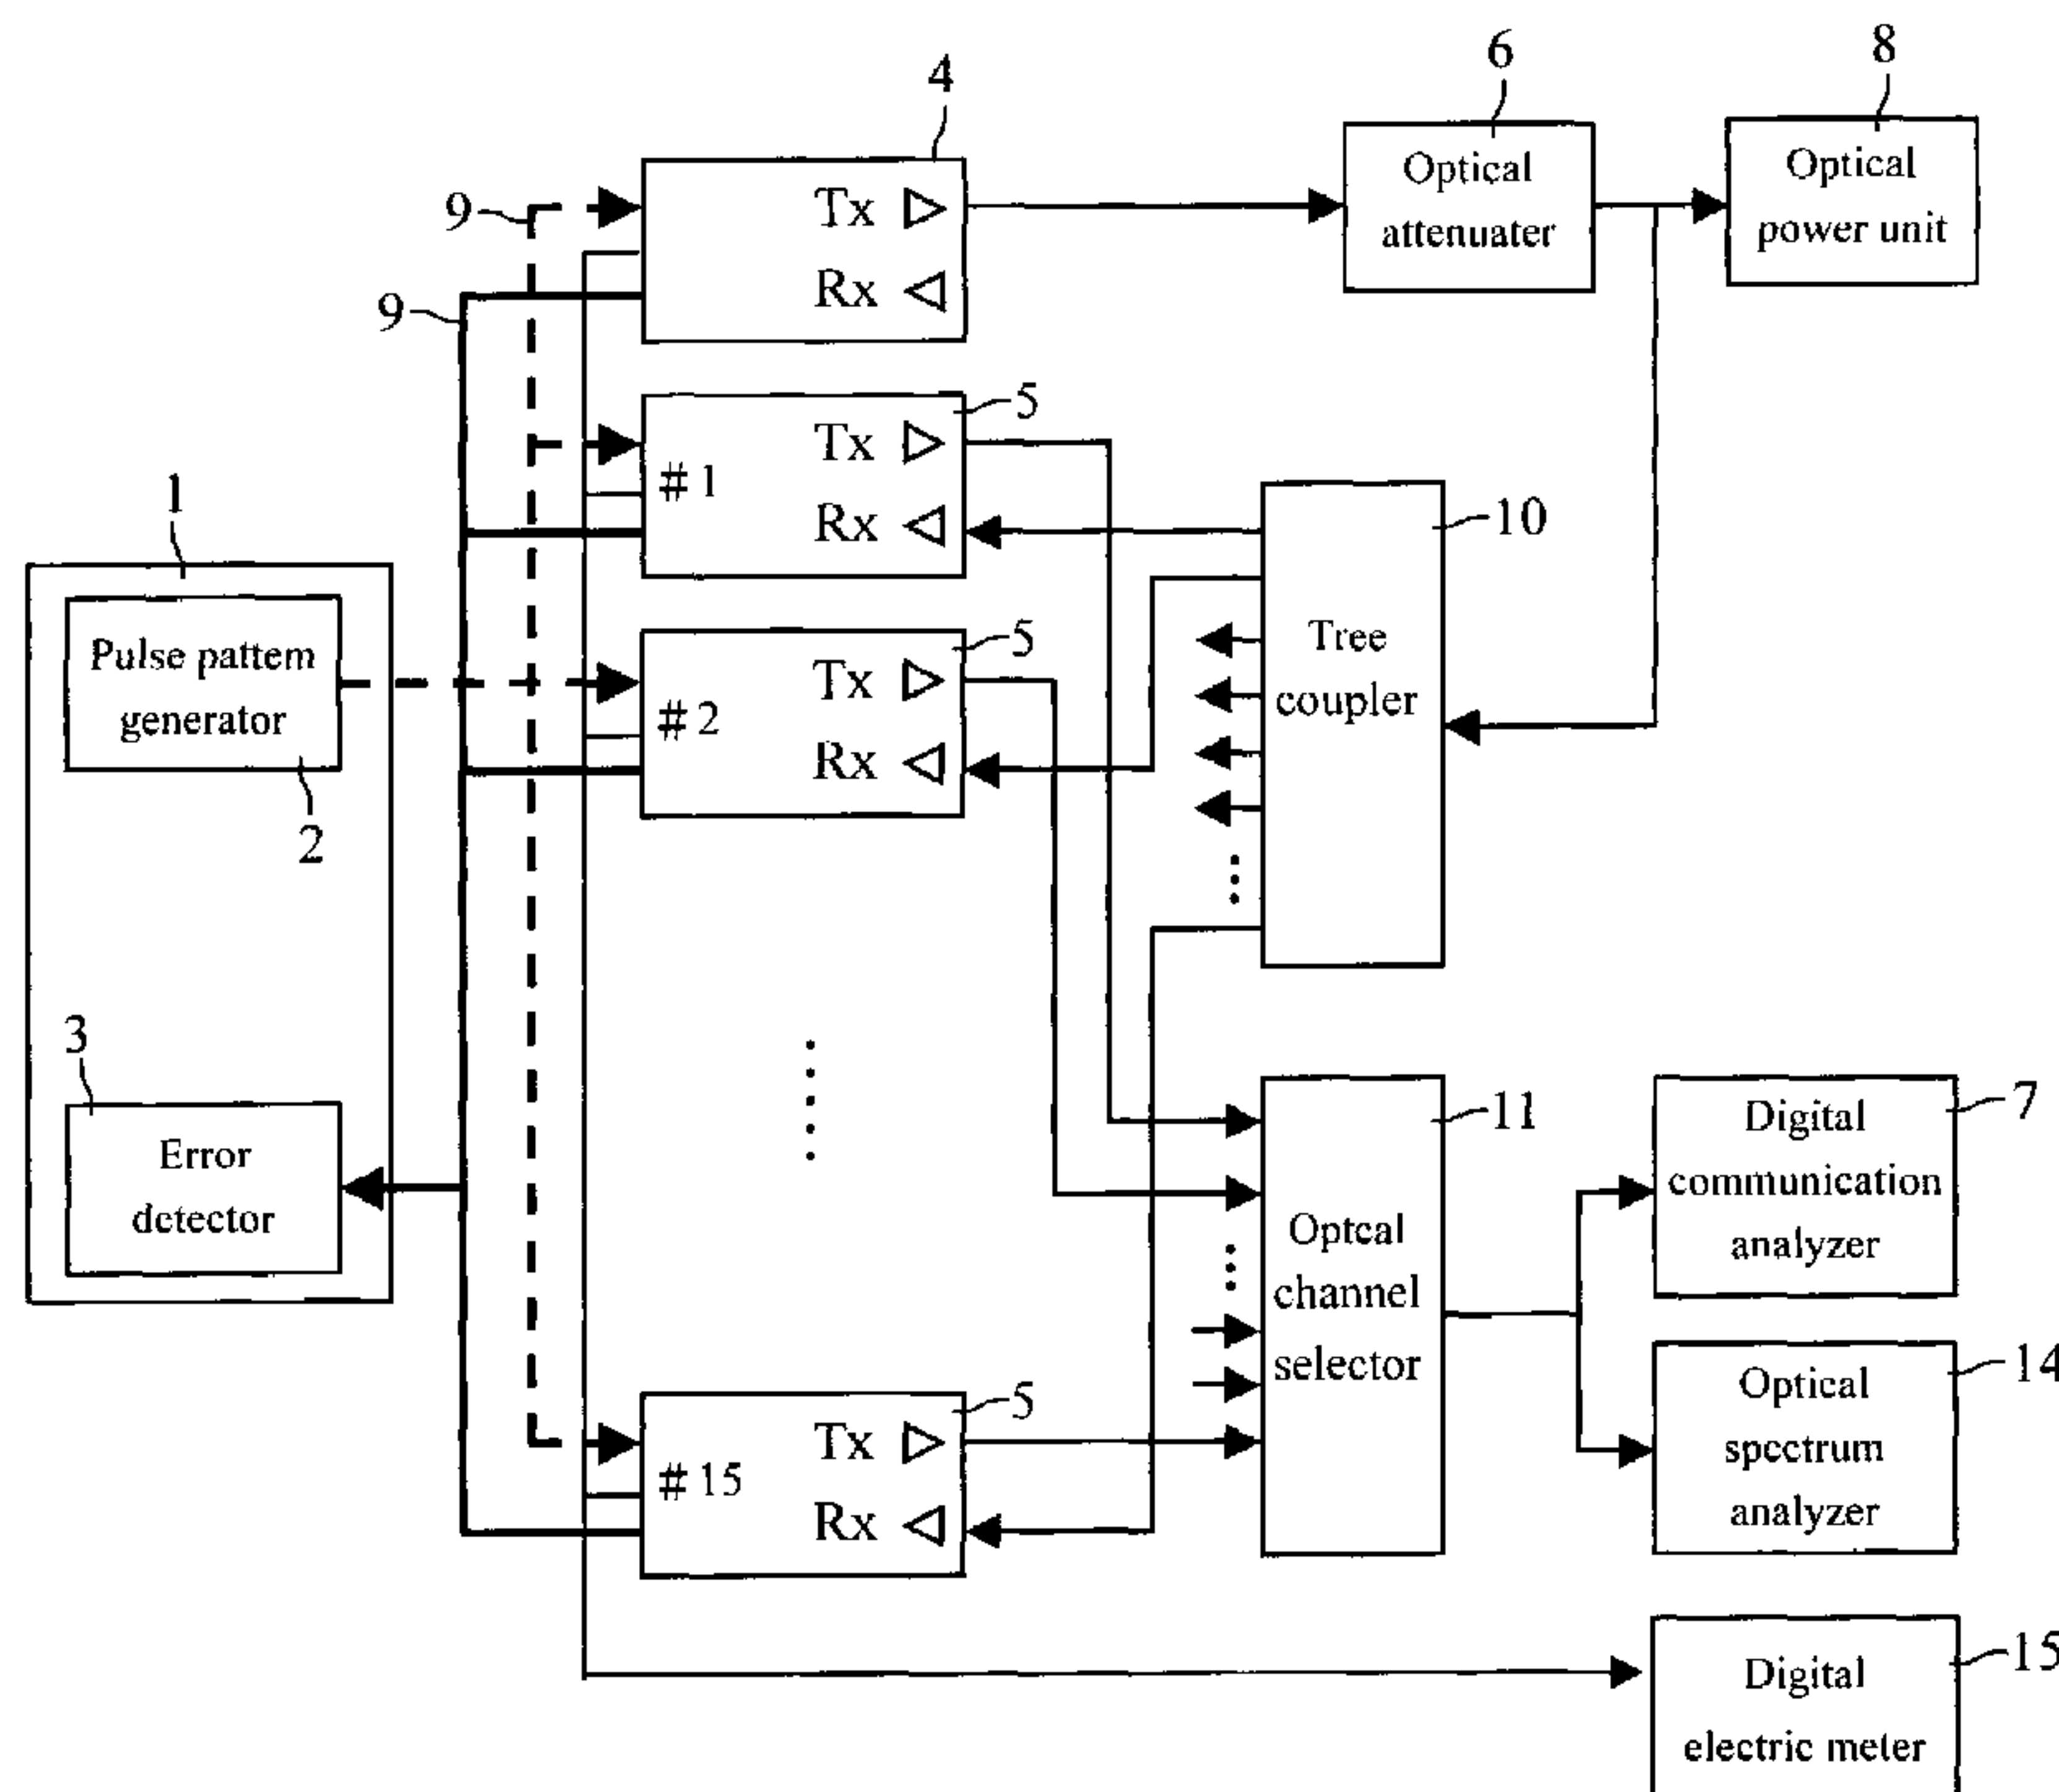 4
6
8
9
Tx
Rx
Optical
attenuater
Optical
power unit
9
5
Tx
# 1
Rx
10
1
Pulse pattem
generator
2
5
Tx
# 2
Rx
Tree
coupler
3
Error
detector
11
Optcal
channel
selector
7
Digital
communication
analyzer
14
Optical
spectrum
analyzer
5
Tx
# 15
Rx
15
Digital
electric meter